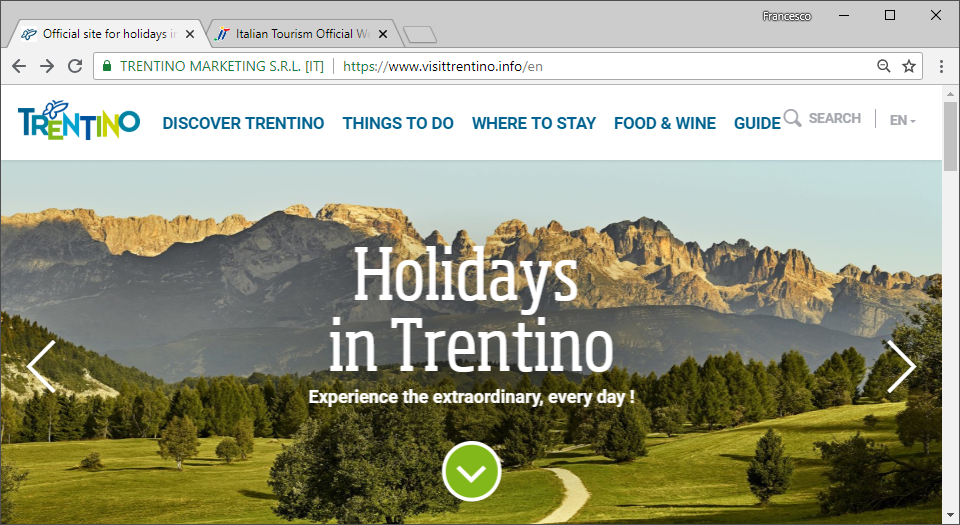 Francesco
Official site for holidays in
Italian Tourism Official We
TRENTINO MARKETING S.R.L. [IT]
https://www.visittrentino.info/en
TRENTINO
DISCOVER TRENTINO
THINGS TO DO
WHERE TO STAY
FOOD & WINE
GUIDE
SEARCH
EN
Holidays
in Trentino
Experience the extraordinary, every day !